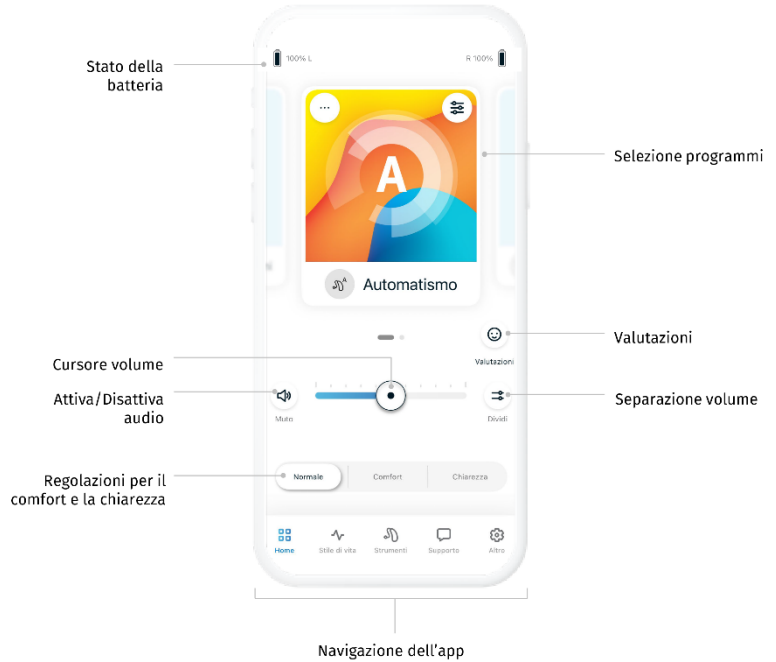 Stato della
batteria
100% L
R 100%
...
A
Selezione programmi
A
Automatismo
Valutazioni
Valutazioni
Cursore volume
Attiva/Disattiva
audio
Muto
Dividi
Separazione volume
Regolazioni per il
comfort e la chiarezza
Normale
Comfort
Chiarezza
Home
Stile di vita
Strumenti
Supporto
Altro
Navigazione dell'app